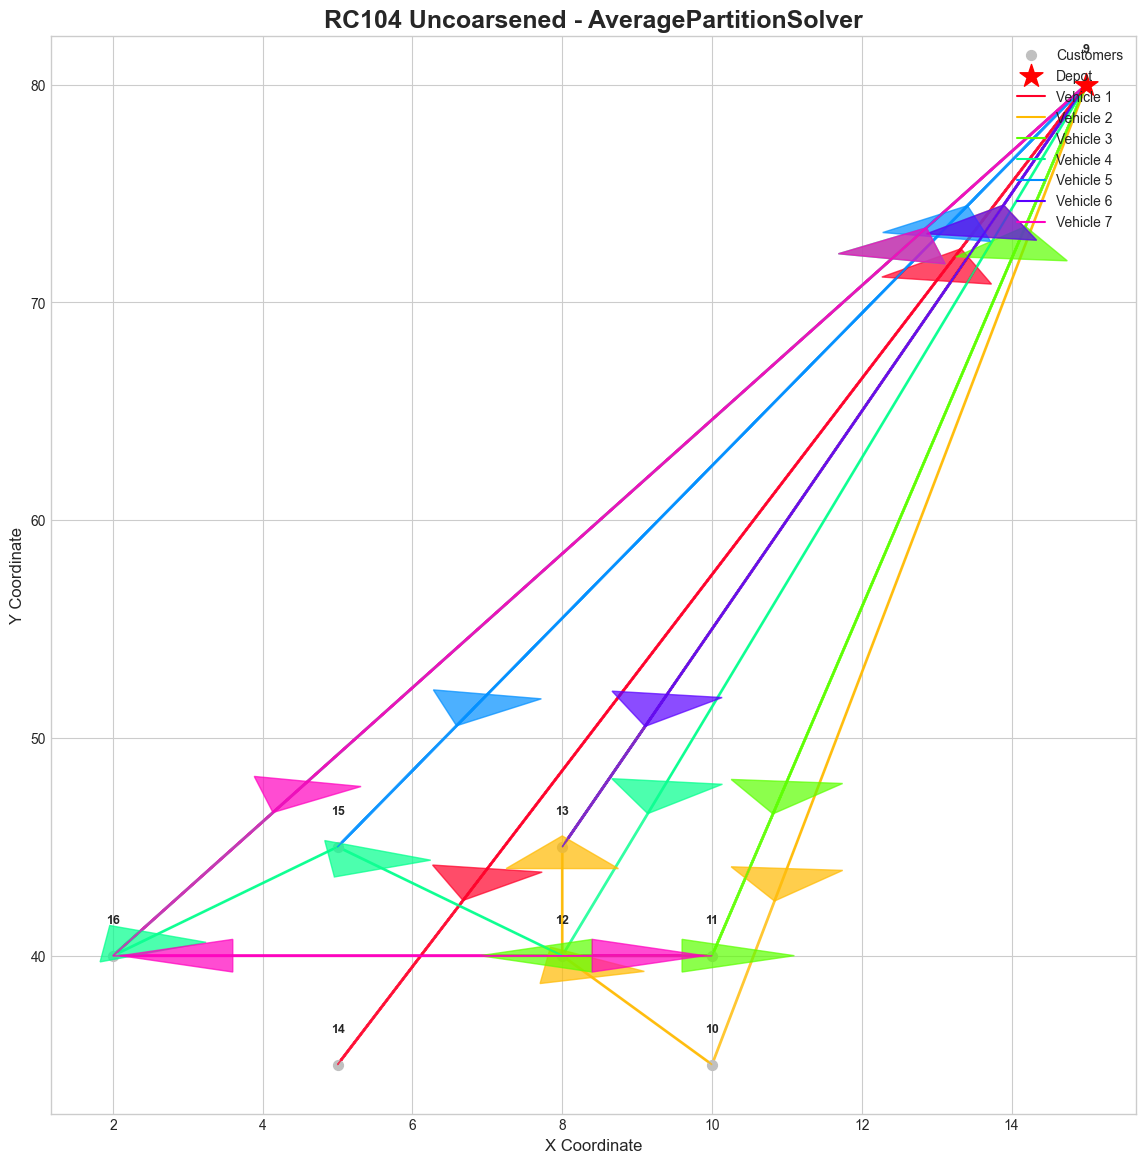 RC104 Uncoarsened - AveragePartitionSolver
9
Customers
Depot
Vehicle 1
Vehicle 2
Vehicle 3
Vehicle 4
Vehicle 5
Vehicle 6
Vehicle 7
80
70
60
50
40
15
13
16
12
11
14
10
2
4
6
8
10
12
14
X Coordinate
Y Coordinate